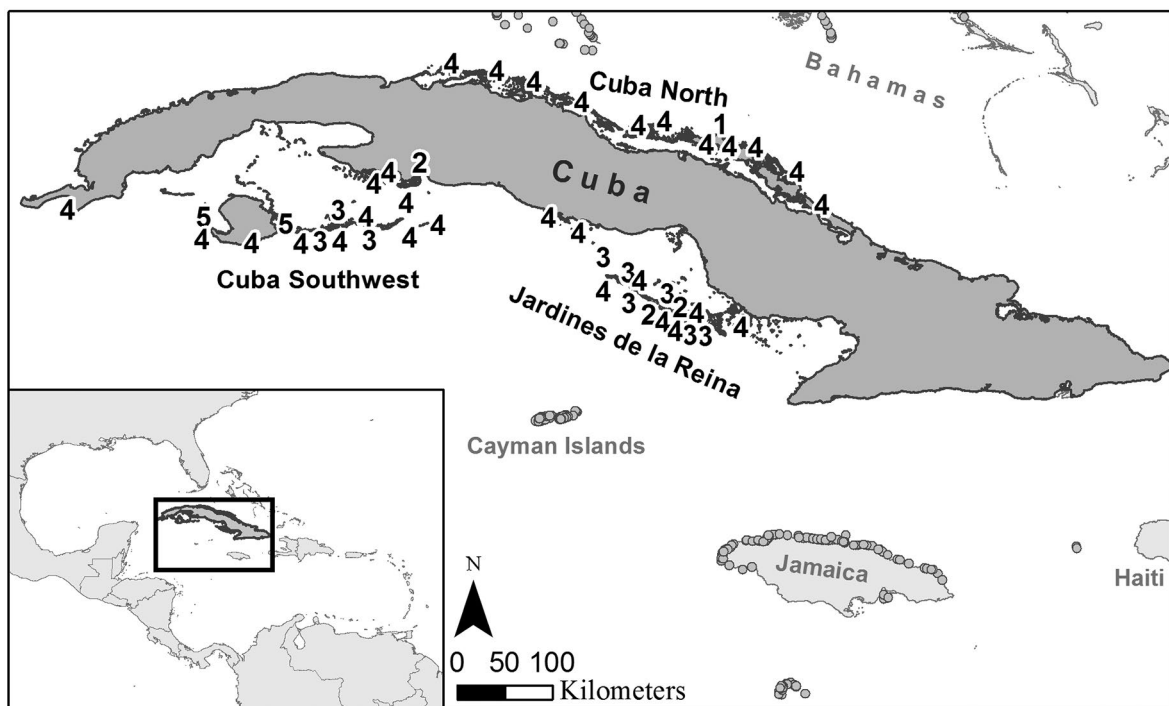 Bahamas
4 4 4 4
Cuba North
4 4 1
4 4 4
4
4
Cuba
4 4 2
4
5 5 3 4 4
4 4 4 3 4 3 4 4
4
Cuba Southwest
4 4
3
3 4 3
4 3 2 4
2 4 4 3 3 4
Jardines de la Reina
Cayman Islands
Jamaica
Haiti
N
0 50 100
Kilometers